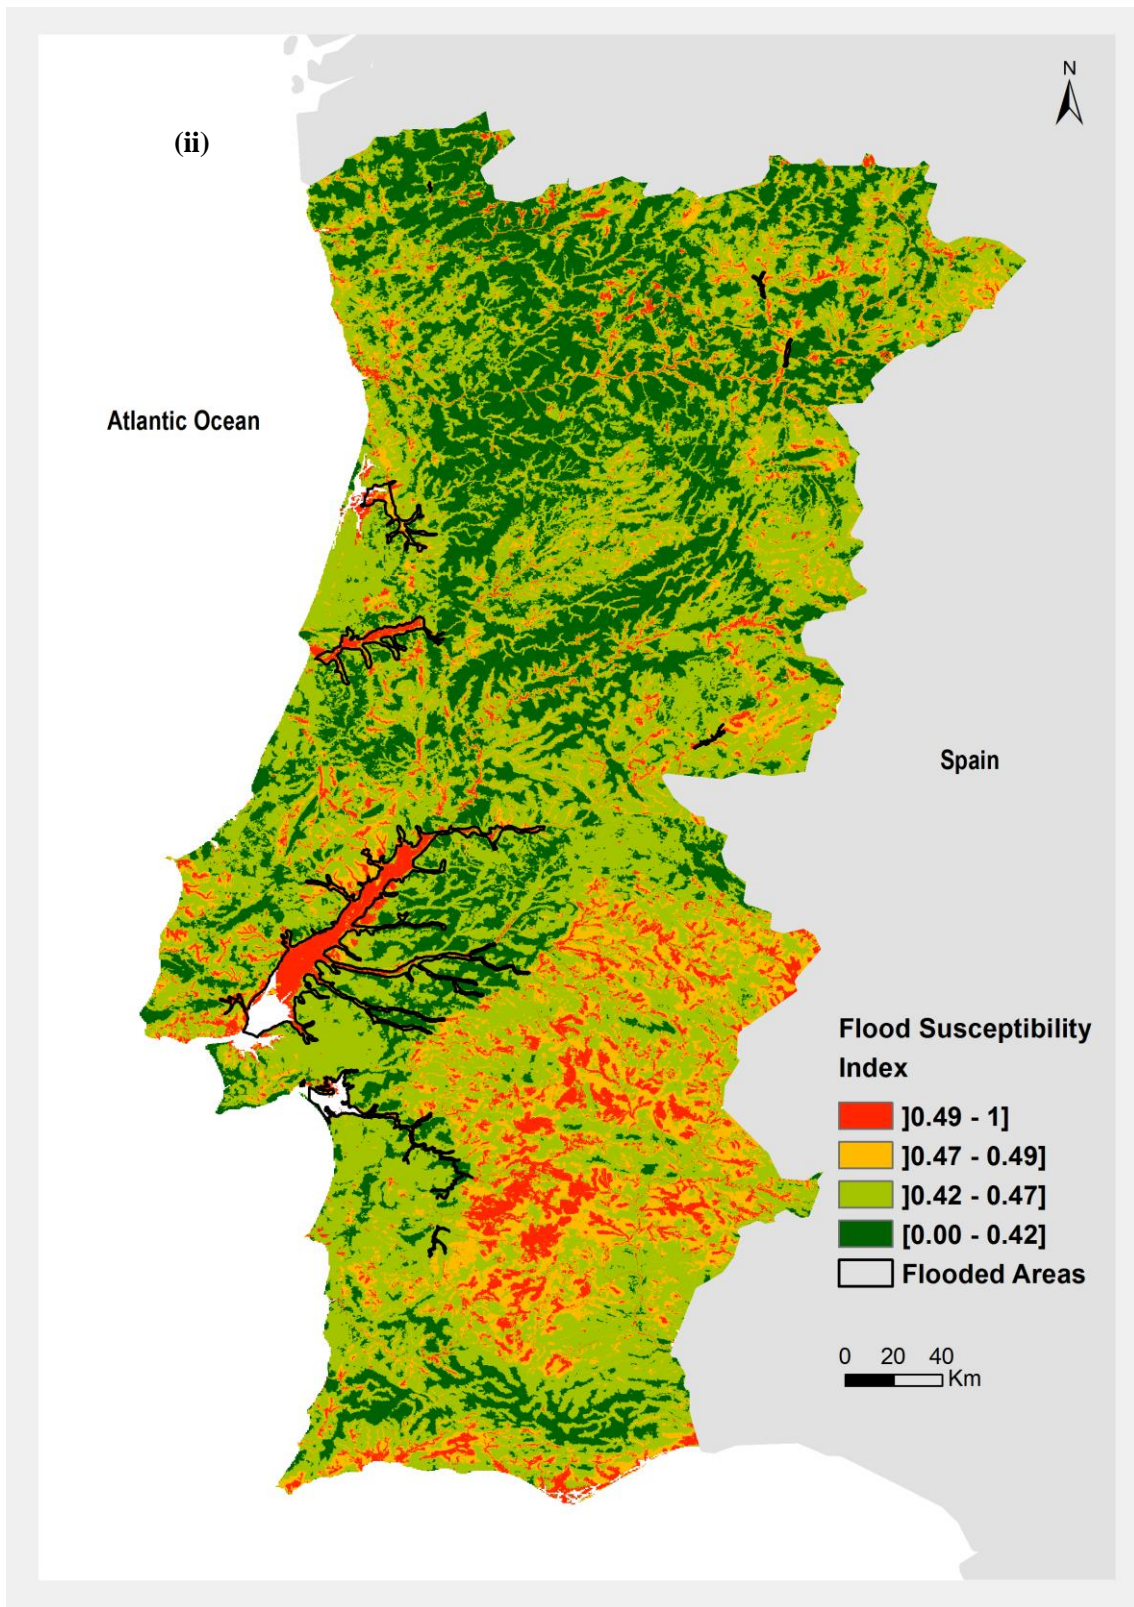 N
(ii)
Atlantic Ocean
Spain
Flood Susceptibility
Index
]0.49 - 1]
]0.47 - 0.49]
]0.42 - 0.47]
[0.00 - 0.42]
Flooded Areas
0 20 40
Km